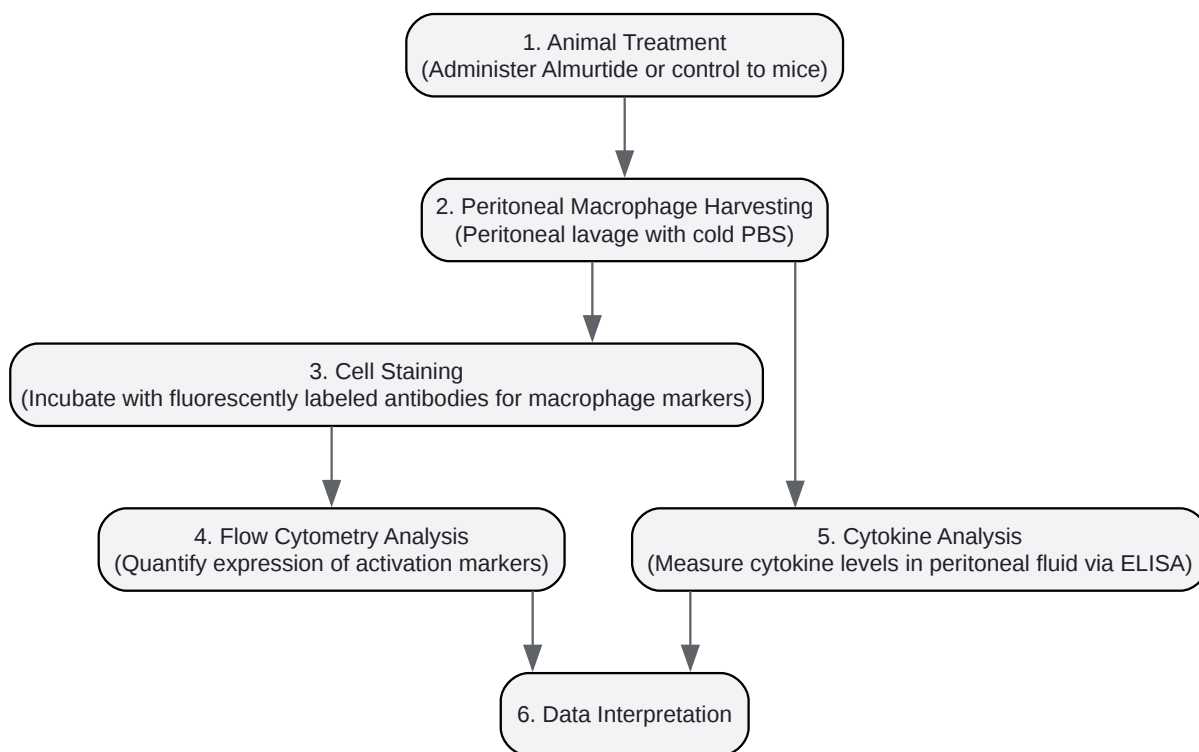 1. Animal Treatment
(Administer Almurtide or control to mice)
2. Peritoneal Macrophage Harvesting
(Peritoneal lavage with cold PBS)
3. Cell Staining
(Incubate with fluorescently labeled antibodies for macrophage markers)
4. Flow Cytometry Analysis
(Quantify expression of activation markers)
5. Cytokine Analysis
(Measure cytokine levels in peritoneal fluid via ELISA)
6. Data Interpretation